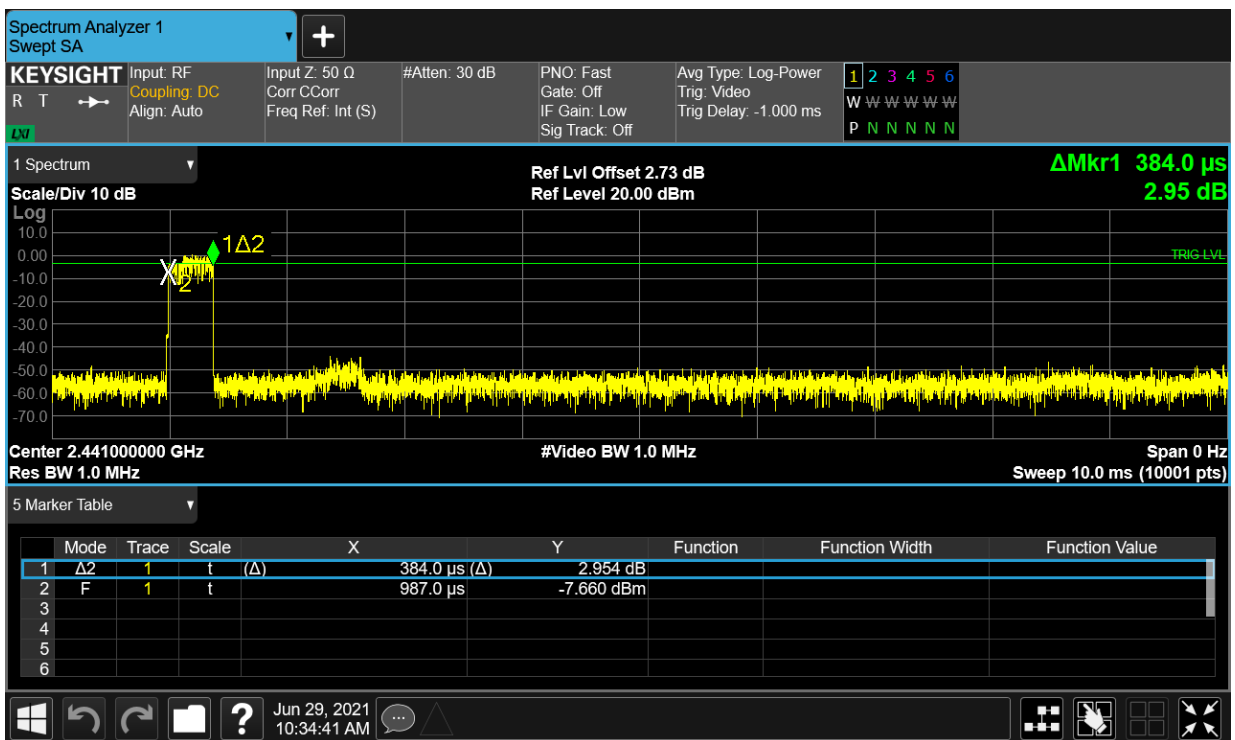 Spectrum Analyzer 1
Swept SA
+
KEYSIGHT
R T
LXI
Input: RF
Coupling: DC
Align: Auto
Input Z: 50 Ω
Corr CCorr
Freq Ref: Int (S)
#Atten: 30 dB
PNO: Fast
Gate: Off
IF Gain: Low
Sig Track: Off
Avg Type: Log-Power
Trig: Video
Trig Delay: -1.000 ms
1 2 3 4 5 6
W W W W W W
P N N N N N
1 Spectrum
Scale/Div 10 dB
Ref Lvl Offset 2.73 dB
Ref Level 20.00 dBm
ΔMkr1 384.0 µs
2.95 dB
Log
10.0
0.00
-10.0
-20.0
-30.0
-40.0
-50.0
-60.0
-70.0
1Δ2
X
2
TRIG LVL
Center 2.441000000 GHz
Res BW 1.0 MHz
#Video BW 1.0 MHz
Span 0 Hz
Sweep 10.0 ms (10001 pts)
5 Marker Table
Mode Trace Scale X Y Function Function Width Function Value
1 Δ2 1 t (Δ) 384.0 µs (Δ) 2.954 dB
2 F 1 t 987.0 µs -7.660 dBm
3
4
5
6
?
Jun 29, 2021
10:34:41 AM